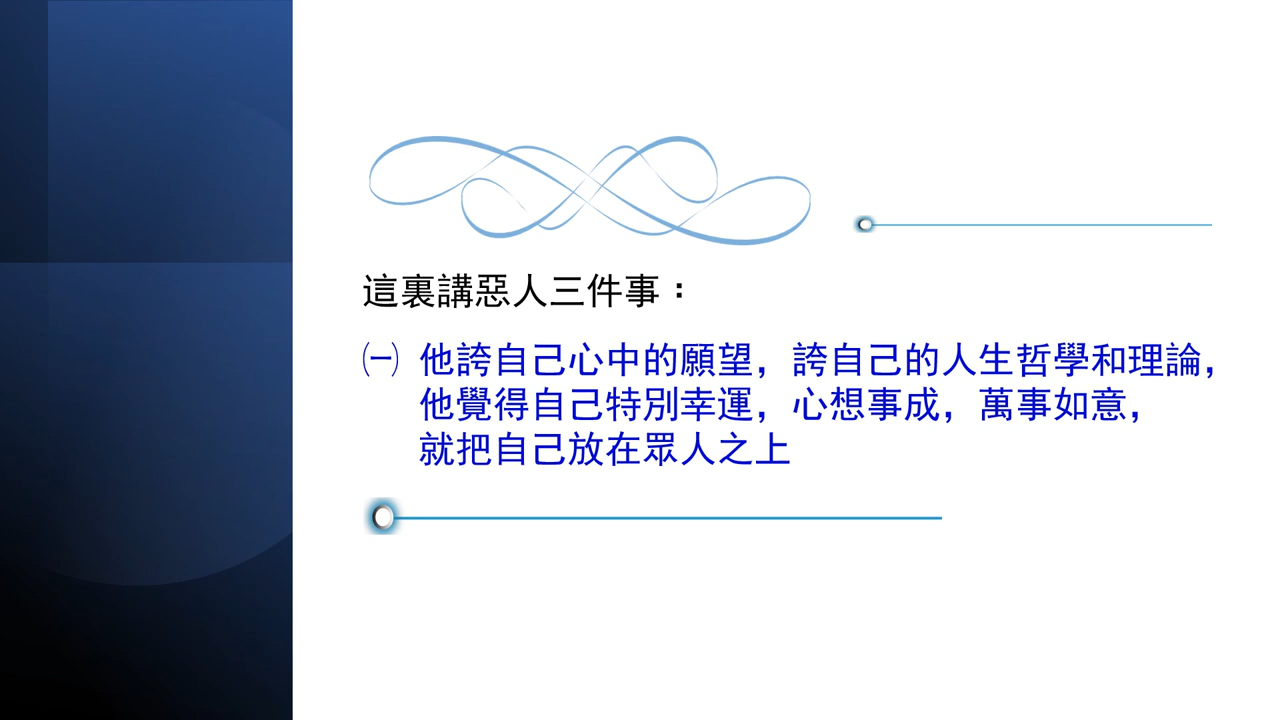 這裏講惡人三件事：
㈠ 他誇自己心中的願望，誇自己的人生哲學和理論，
他覺得自己特別幸運，心想事成，萬事如意，
就把自己放在眾人之上